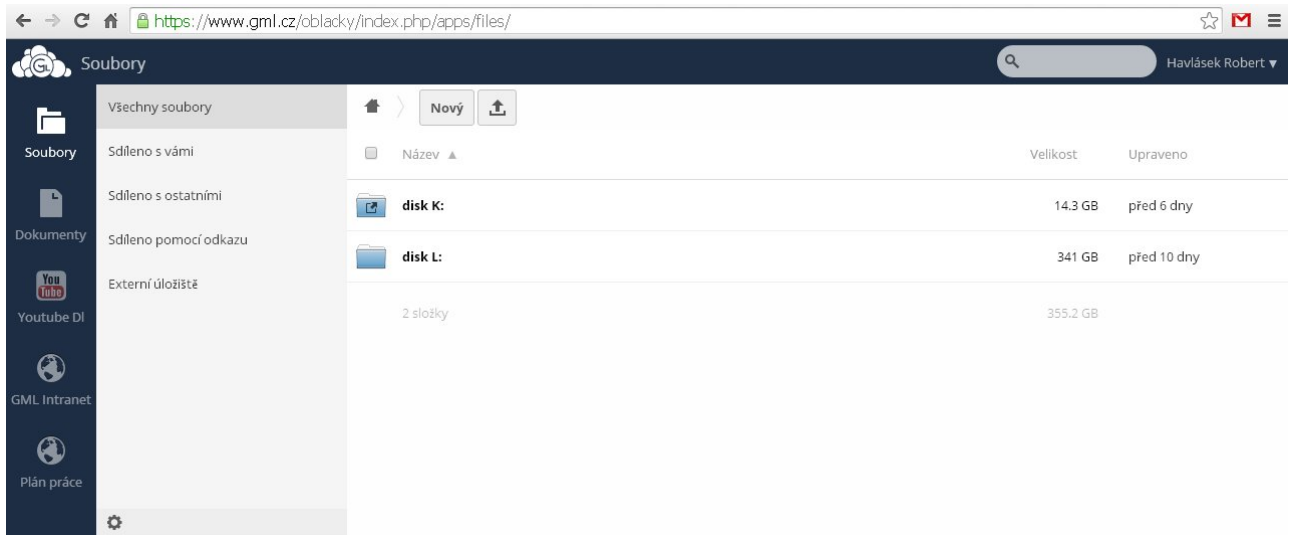 https://www.gml.cz/oblacky/index.php/apps/files/
GL Soubory Havlásek Robert ▼
Soubory
Dokumenty
You Tube
Youtube Dl
GML Intranet
Plán práce
Všechny soubory
Sdíleno s vámi
Sdíleno s ostatními
Sdíleno pomocí odkazu
Externí úložiště
Nový
Název ▲ Velikost Upraveno
disk K: 14.3 GB před 6 dny
disk L: 341 GB před 10 dny
2 složky 355.2 GB